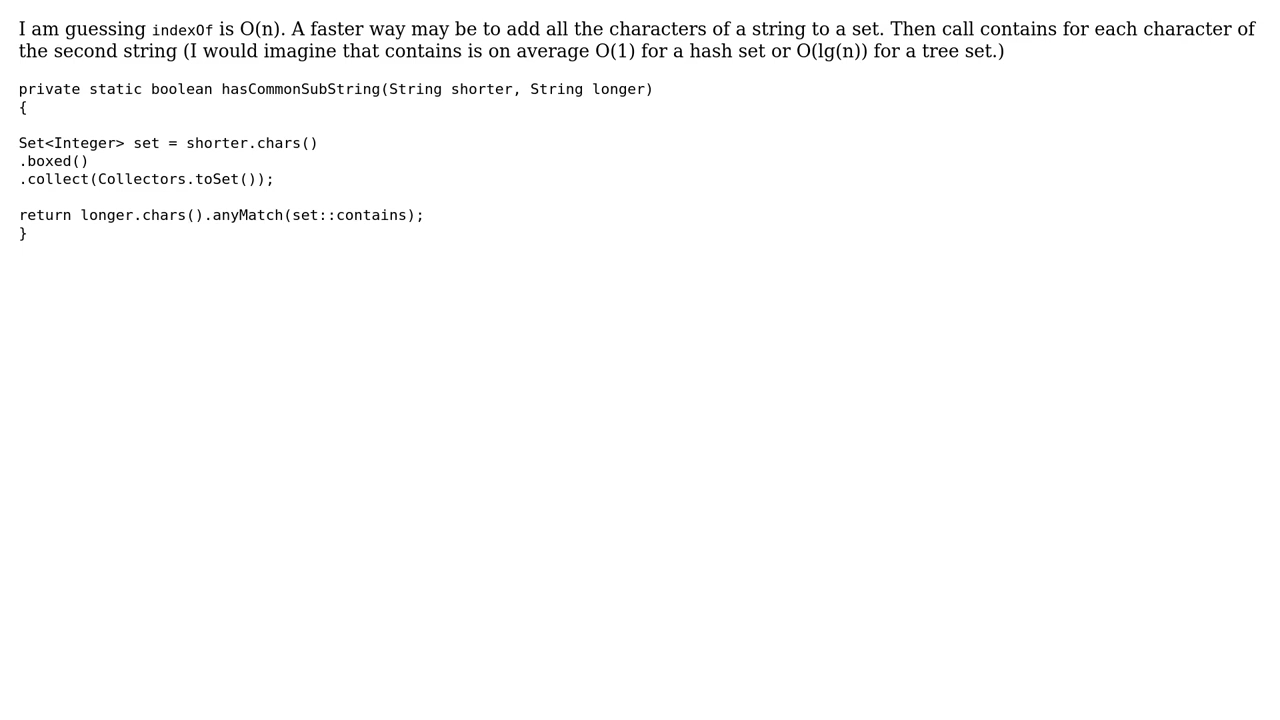 I am guessing indexOf is O(n). A faster way may be to add all the characters of a string to a set. Then call contains for each character of
the second string (I would imagine that contains is on average O(1) for a hash set or O(lg(n)) for a tree set.)
private static boolean hasCommonSubString(String shorter, String longer)
{
Set<Integer> set = shorter.chars()
.boxed()
.collect(Collectors.toSet());
return longer.chars().anyMatch(set::contains);
}